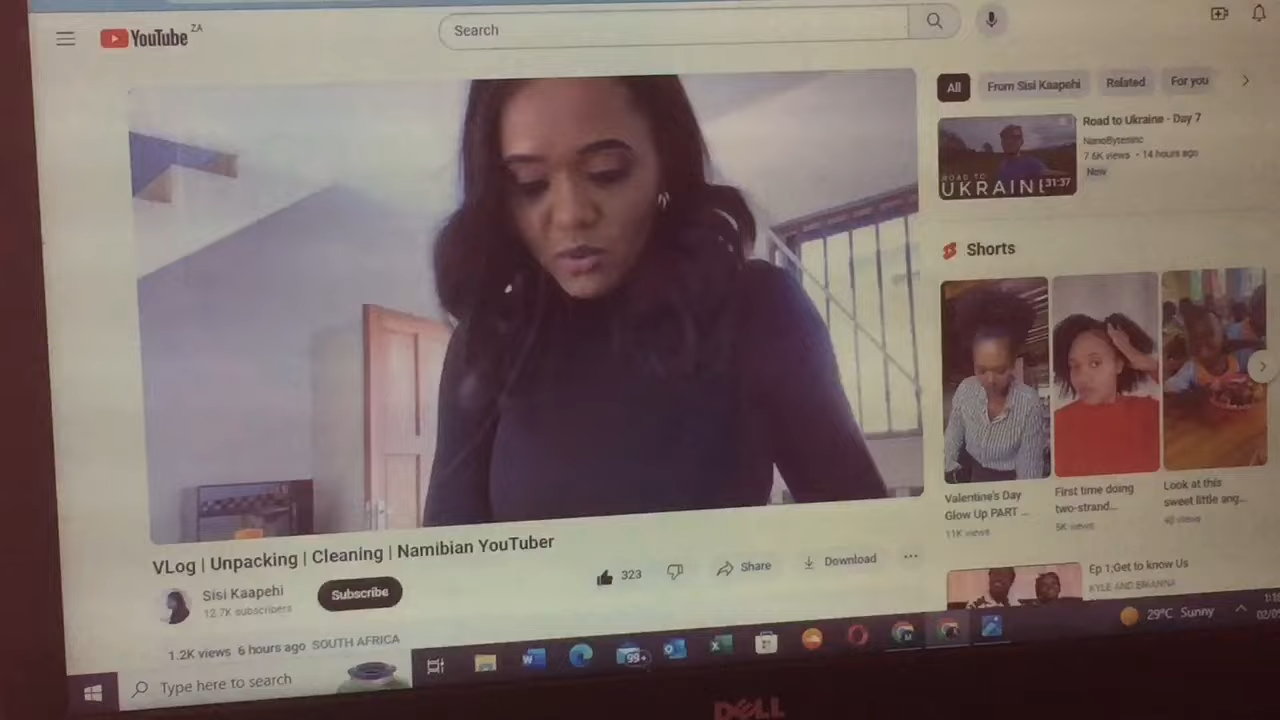 YouTube ZA
Search
All
From Sisi Kaapehi
Related
For you
Road to Ukraine - Day 7
NanoBytesInc
7.6K views • 14 hours ago
New
ROAD TO
UKRAINE
31:37
Shorts
Valentine's Day
Glow Up PART ...
11K views
First time doing
two-strand...
5K views
Look at this
sweet little ang...
VLog | Unpacking | Cleaning | Namibian YouTuber
Sisi Kaapehi
12.7K subscribers
Subscribe
323
Share
Download
1.2K views 6 hours ago SOUTH AFRICA
Ep 1;Get to know Us
KYLE AND BRIANNA
Type here to search
99+
29°C Sunny
DELL